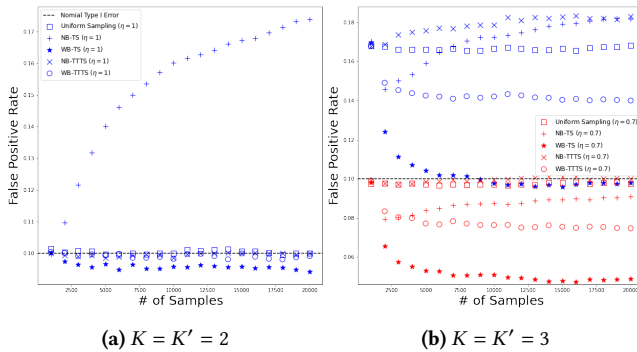 False Positive Rate
0.17
0.16
0.15
0.14
0.13
0.12
0.11
0.10
2500 5000 7500 10000 12500 15000 17500 20000
# of Samples
Nomial Type I Error
Uniform Sampling (η = 1)
NB-TS (η = 1)
WB-TS (η = 1)
NB-TTTS (η = 1)
WB-TTTS (η = 1)
(a) K = K′ = 2
False Positive Rate
0.18
0.16
0.14
0.12
0.10
0.08
0.06
2500 5000 7500 10000 12500 15000 17500 20000
# of Samples
Uniform Sampling (η = 0.7)
NB-TS (η = 0.7)
WB-TS (η = 0.7)
NB-TTTS (η = 0.7)
WB-TTTS (η = 0.7)
(b) K = K′ = 3